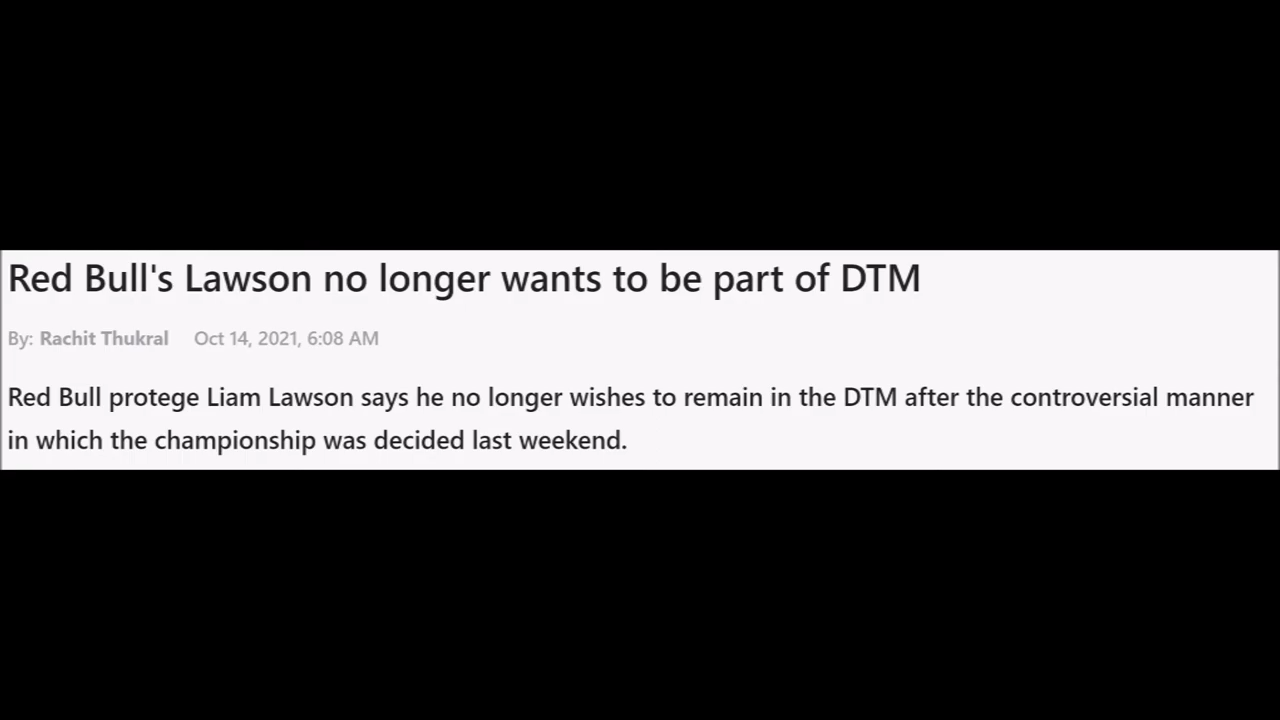 Red Bull's Lawson no longer wants to be part of DTM
By: Rachit Thukral Oct 14, 2021, 6:08 AM
Red Bull protege Liam Lawson says he no longer wishes to remain in the DTM after the controversial manner
in which the championship was decided last weekend.